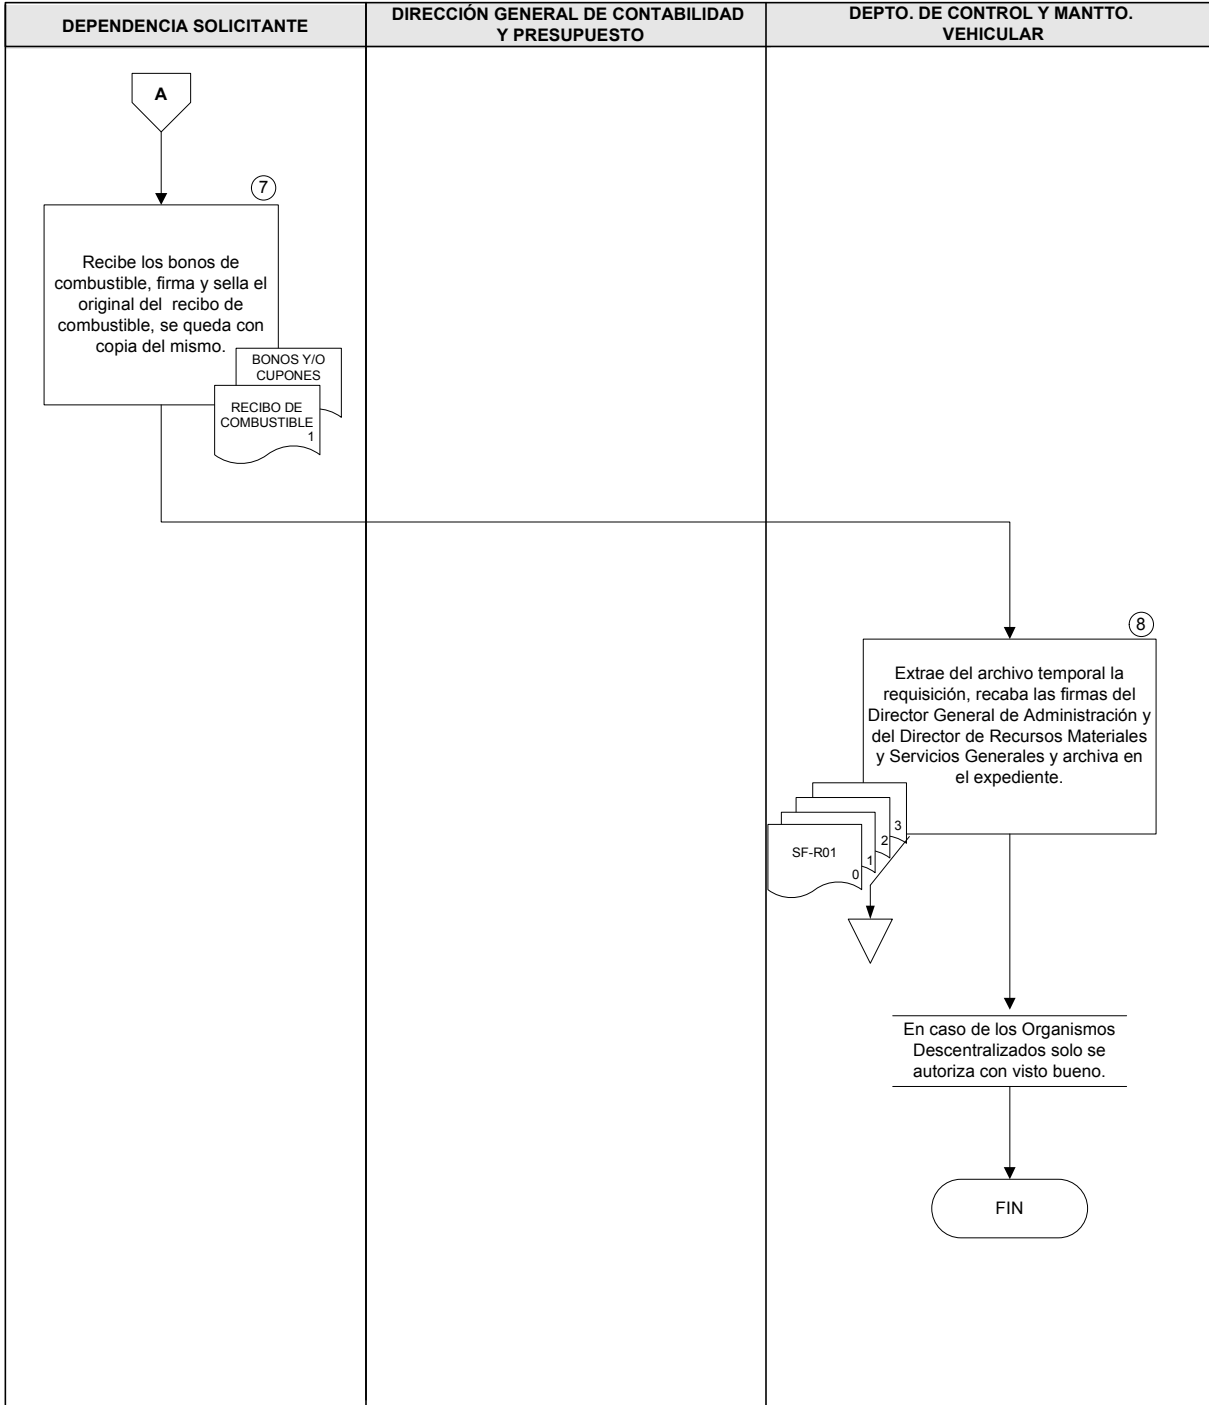 DEPENDENCIA SOLICITANTE
DIRECCIÓN GENERAL DE CONTABILIDAD
Y PRESUPUESTO
DEPTO. DE CONTROL Y MANTTO.
VEHICULAR
A
7
Recibe los bonos de
combustible, firma y sella el
original del recibo de
combustible, se queda con
copia del mismo.
BONOS Y/O
CUPONES
RECIBO DE
COMBUSTIBLE
1
8
Extrae del archivo temporal la
requisición, recaba las firmas del
Director General de Administración y
del Director de Recursos Materiales
y Servicios Generales y archiva en
el expediente.
3
2
1
SF-R01
0
En caso de los Organismos
Descentralizados solo se
autoriza con visto bueno.
FIN